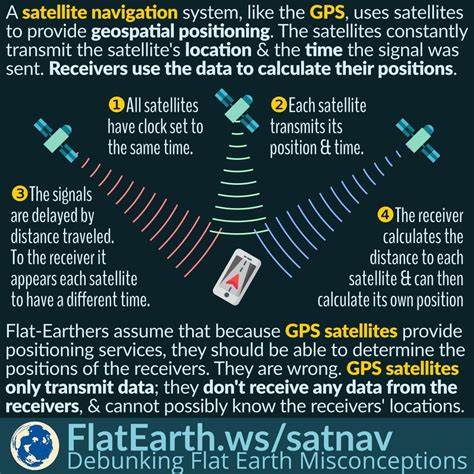 A satellite navigation system, like the GPS, uses satellites
to provide geospatial positioning. The satellites constantly
transmit the satellite's location & the time the signal was
sent. Receivers use the data to calculate their positions.
1 All satellites
have clock set to
the same time.
2 Each satellite
transmits its
position & time.
3 The signals
are delayed by
distance traveled.
To the receiver it
appears each satellite
to have a different time.
4 The receiver
calculates the
distance to each
satellite & can then
calculate its own position
Flat-Earthers assume that because GPS satellites provide
positioning services, they should be able to determine the
positions of the receivers. They are wrong. GPS satellites
only transmit data; they don't receive any data from the
receivers, & cannot possibly know the receivers' locations.
FlatEarth.ws/satnav
Debunking Flat Earth Misconceptions